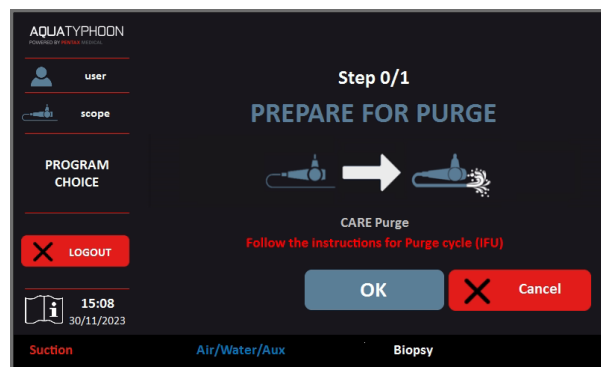 AQUATYPHOON
POWERED BY PENTAX MEDICAL
user
scope
PROGRAM
CHOICE
LOGOUT
15:08
30/11/2023
Step 0/1
PREPARE FOR PURGE
CARE Purge
Follow the instructions for Purge cycle (IFU)
OK
Cancel
Suction
Air/Water/Aux
Biopsy